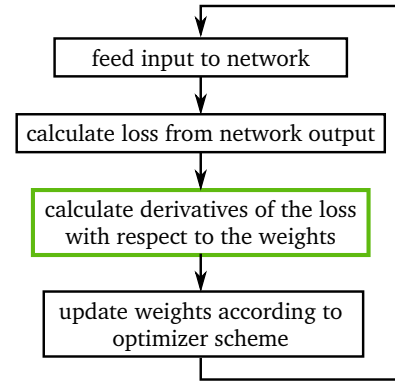 feed input to network
calculate loss from network output
calculate derivatives of the loss
with respect to the weights
update weights according to
optimizer scheme